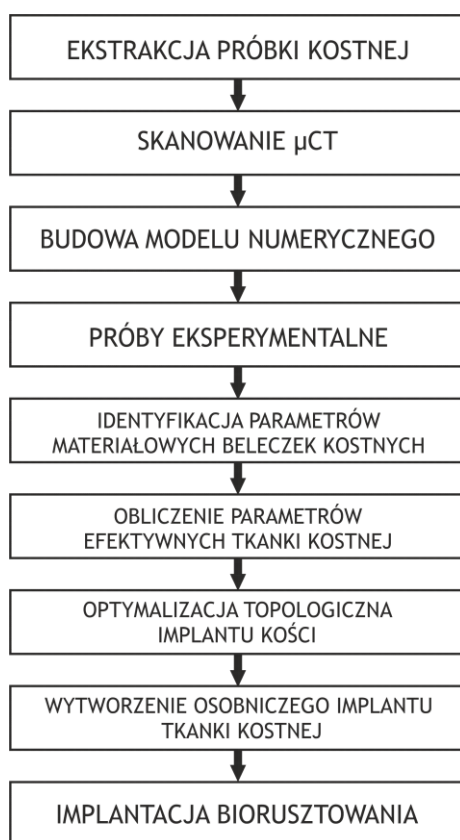 EKSTRAKCJA PRÓBKI KOSTNEJ
SKANOWANIE µCT
BUDOWA MODELU NUMERYCZNEGO
PRÓBY EKSPERYMENTALNE
IDENTYFIKACJA PARAMETRÓW
MATERIAŁOWYCH BELECZEK KOSTNYCH
OBLICZENIE PARAMETRÓW
EFEKTYWNYCH TKANKI KOSTNEJ
OPTYMALIZACJA TOPOLOGICZNA
IMPLANTU KOŚCI
WYTWORZENIE OSOBNICZEGO IMPLANTU
TKANKI KOSTNEJ
IMPLANTACJA BIORUSZTOWANIA